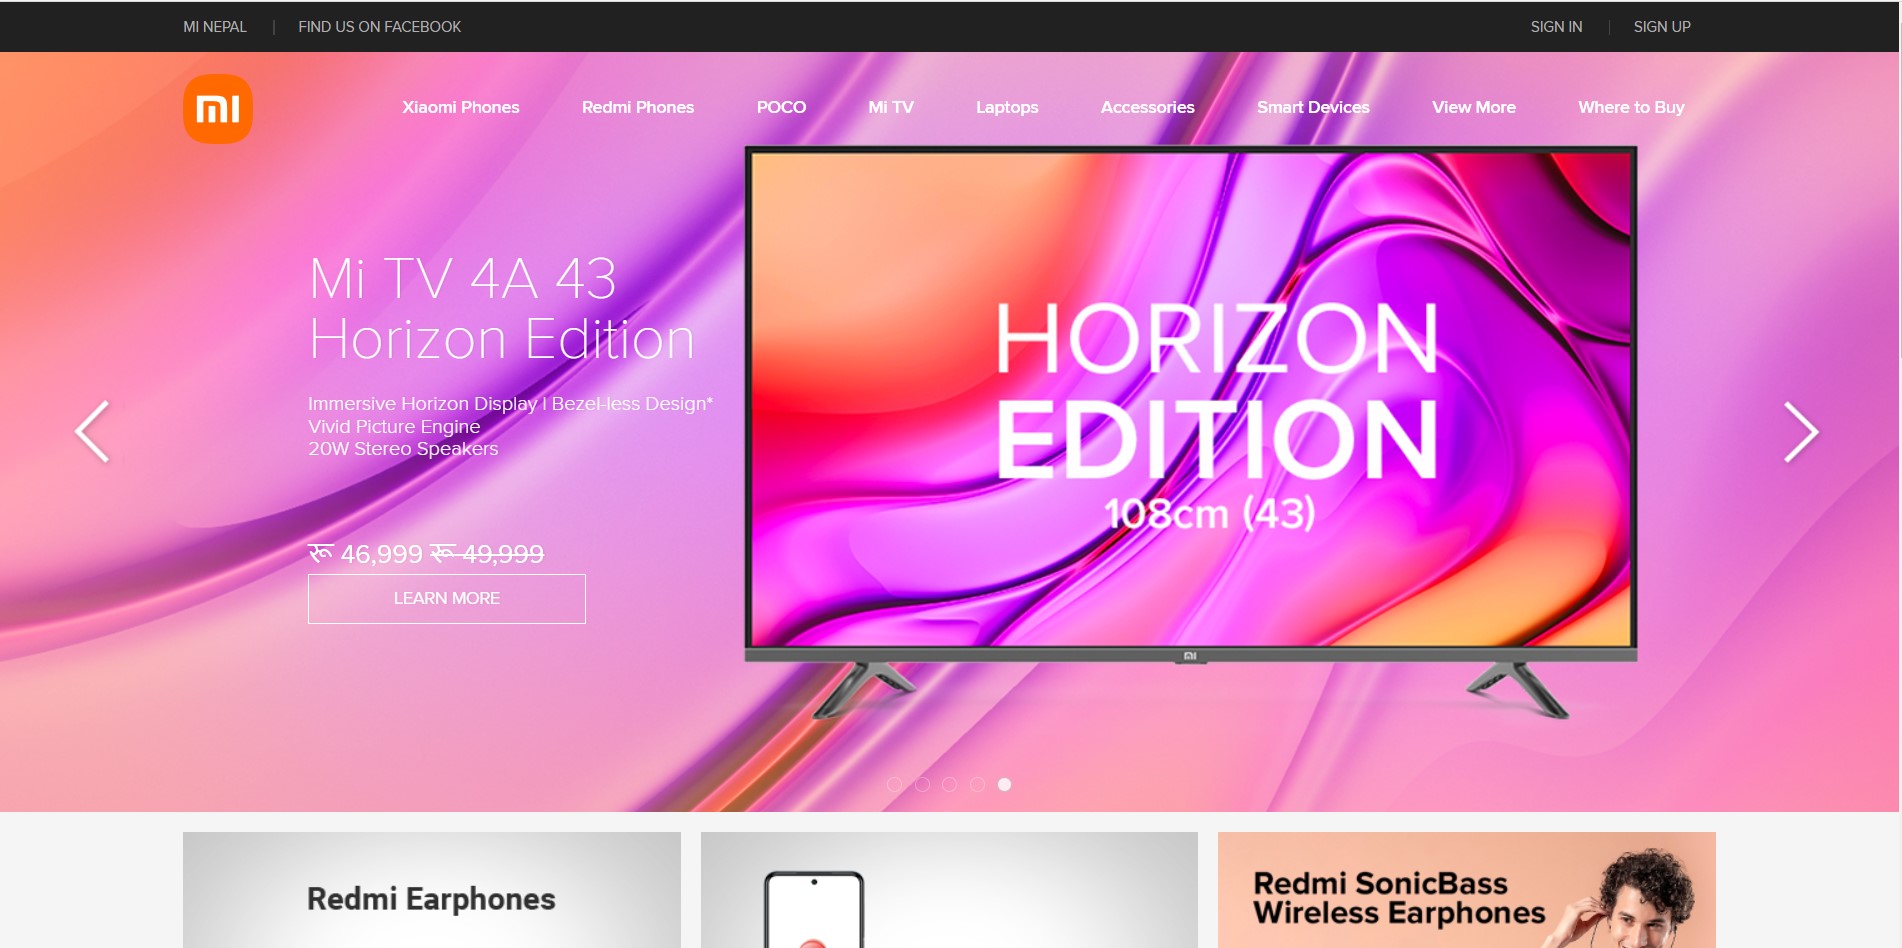 MI NEPAL | FIND US ON FACEBOOK
SIGN IN | SIGN UP
mi
Xiaomi Phones
Redmi Phones
POCO
Mi TV
Laptops
Accessories
Smart Devices
View More
Where to Buy
Mi TV 4A 43
Horizon Edition
Immersive Horizon Display | Bezel-less Design*
Vivid Picture Engine
20W Stereo Speakers
रू 46,999 रू 49,999
LEARN MORE
HORIZON
EDITION
108cm (43)
mi
Redmi Earphones
Redmi SonicBass
Wireless Earphones